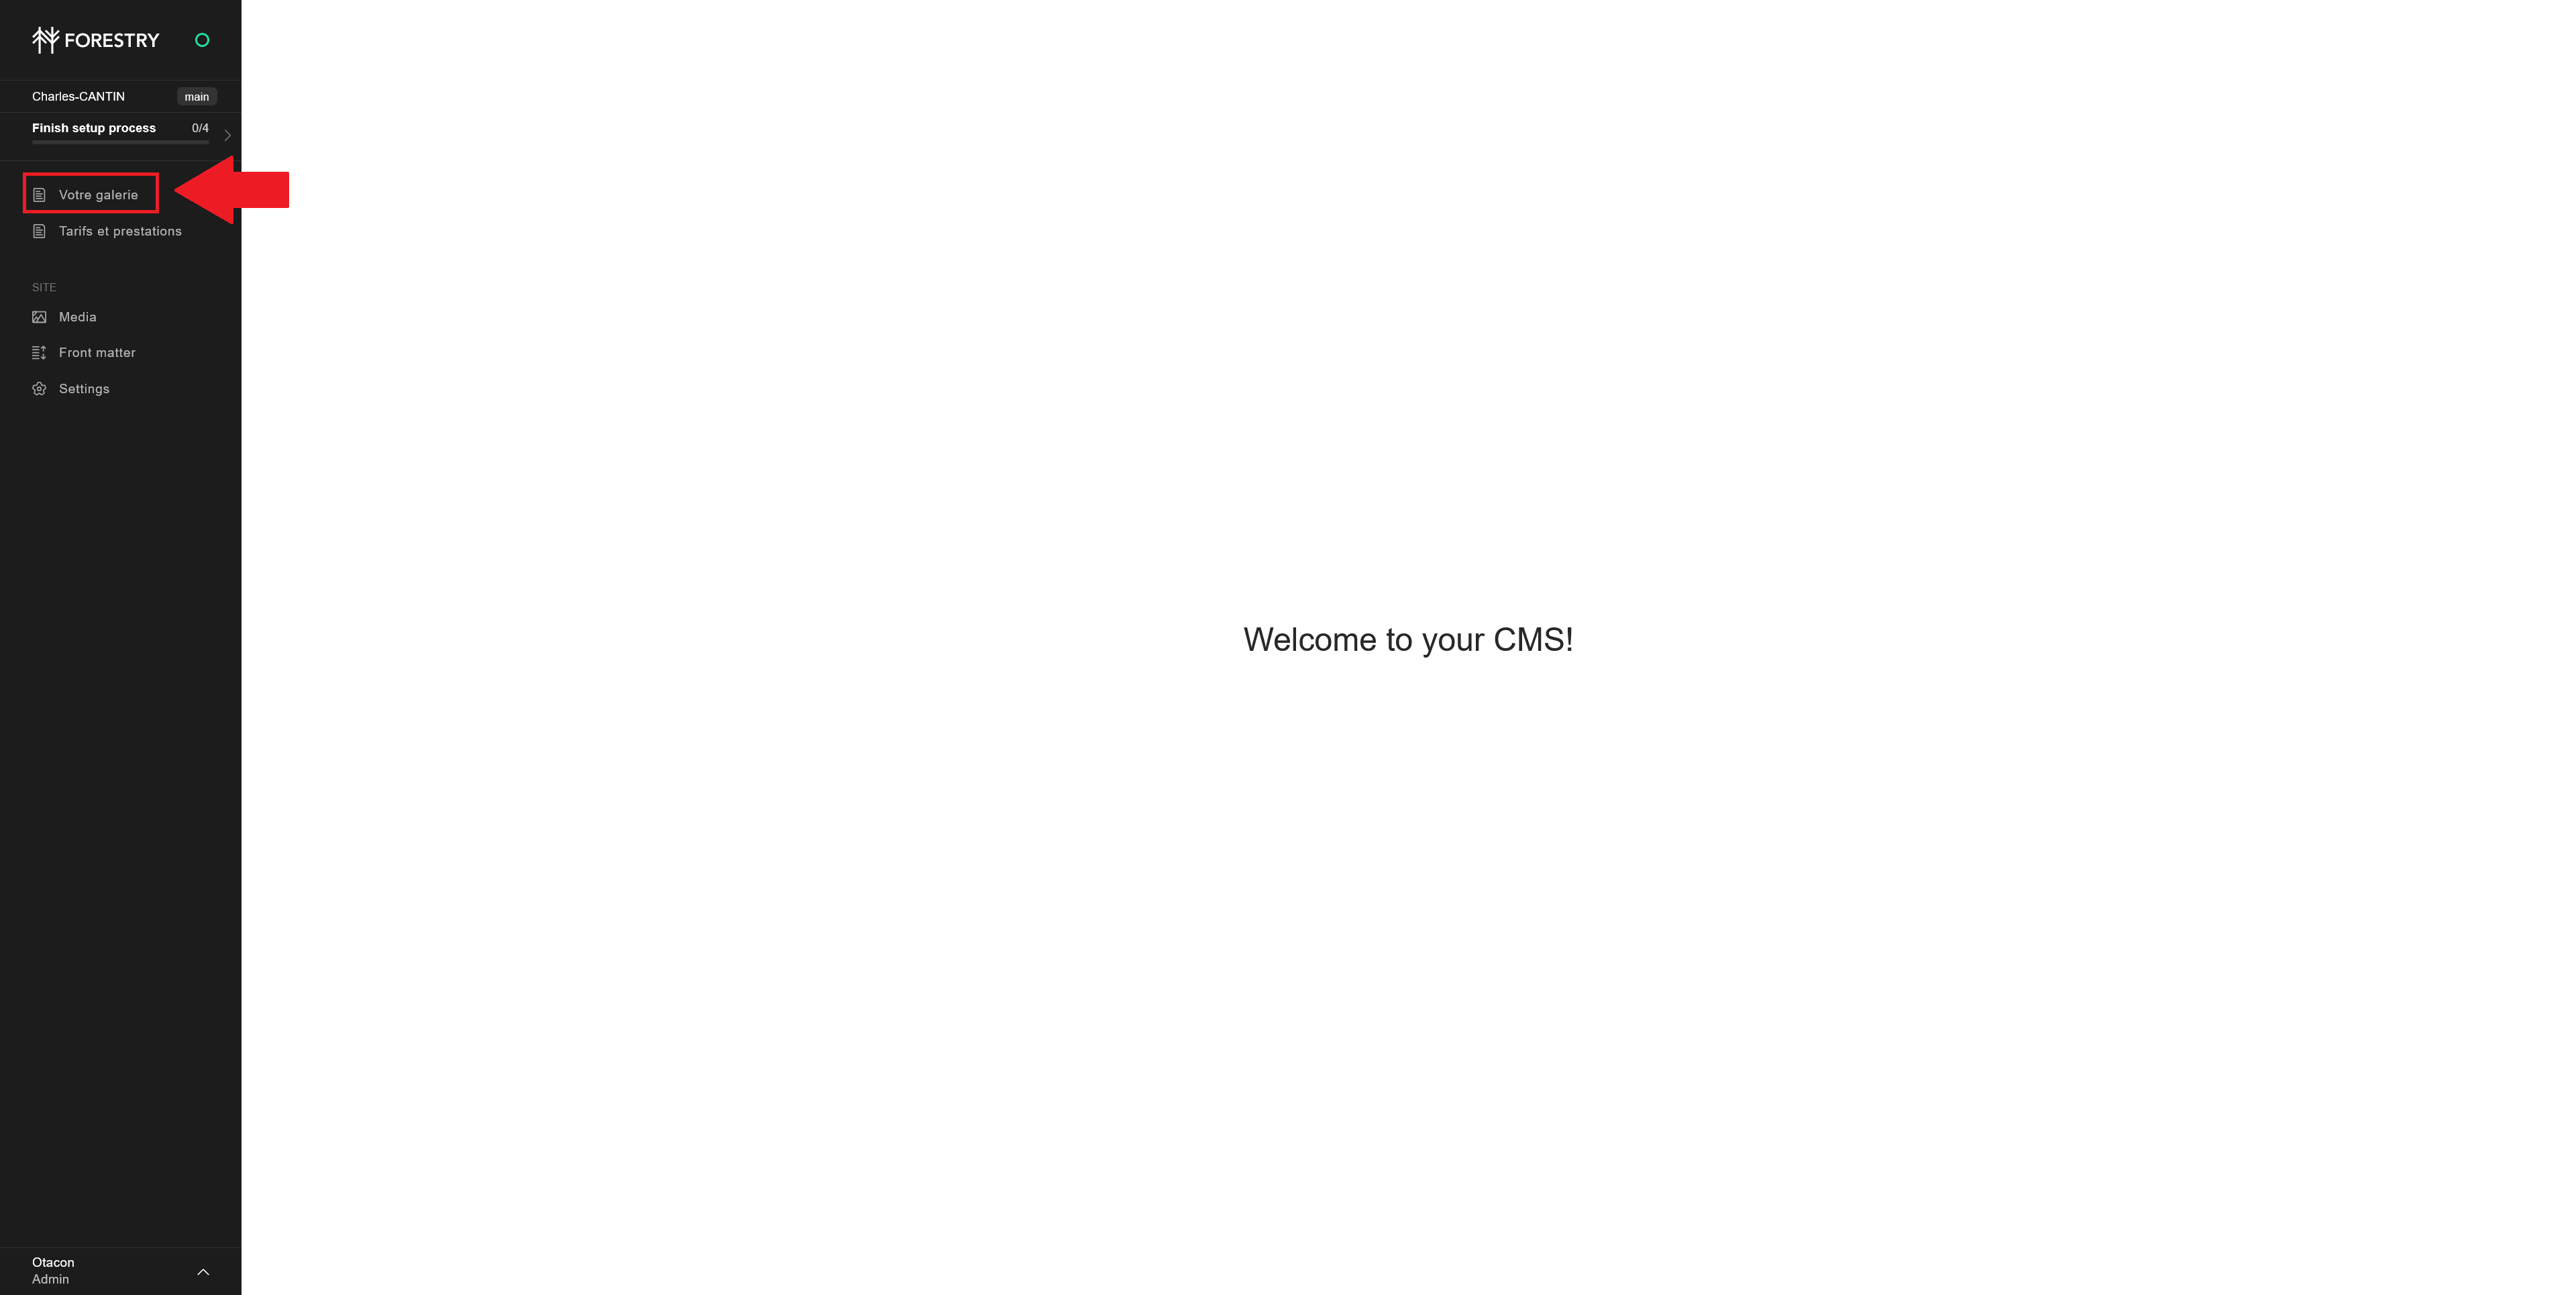 FORESTRY
Charles-CANTIN main
Finish setup process 0/4
Votre galerie
Tarifs et prestations
SITE
Media
Front matter
Settings
Welcome to your CMS!
Otacon
Admin